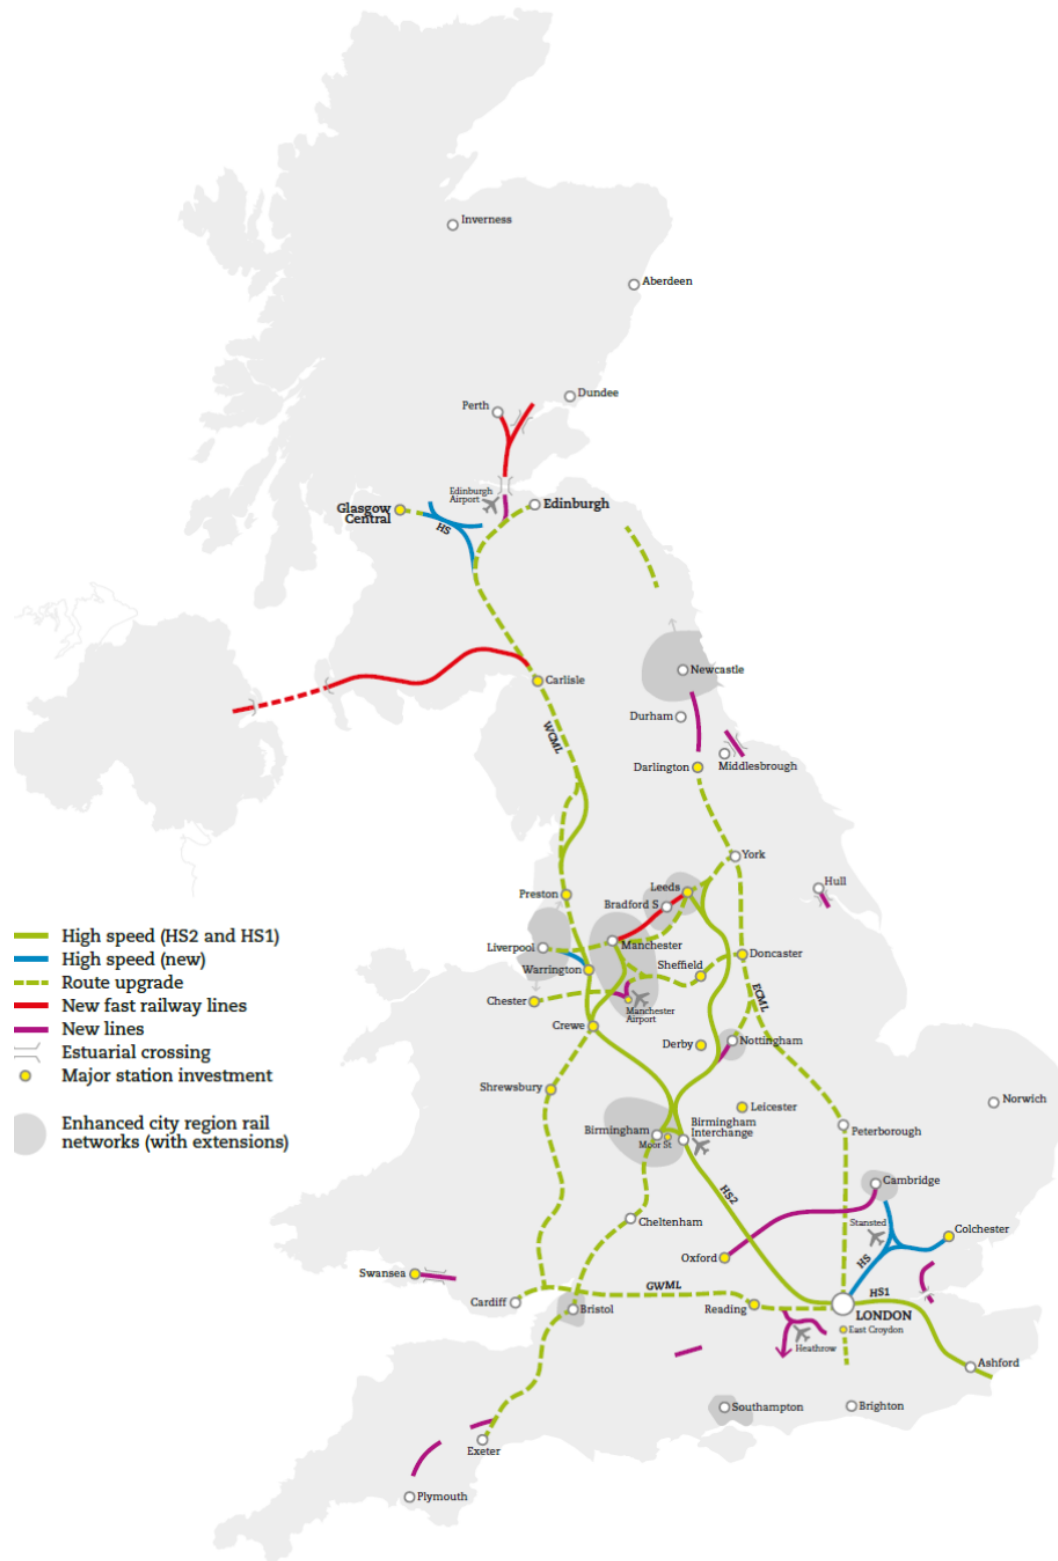 Inverness
Aberdeen
Dundee
Perth
Edinburgh
Airport
Edinburgh
Glasgow
Central
HS
Newcastle
Carlisle
Durham
WCML
Darlington
Middlesbrough
York
Hull
Leeds
Preston
Bradford S
High speed (HS2 and HS1)
High speed (new)
Route upgrade
New fast railway lines
New lines
Estuarial crossing
Major station investment
Enhanced city region rail
networks (with extensions)
Liverpool
Manchester
Doncaster
Warrington
Sheffield
ECML
Chester
Manchester
Airport
Crewe
Derby
Nottingham
Shrewsbury
Leicester
Norwich
Birmingham
Moor St
Birmingham
Interchange
Peterborough
HS2
Cambridge
Cheltenham
Stansted
Colchester
Oxford
HS
Swansea
GWML
HS1
Cardiff
Bristol
Reading
LONDON
East Croydon
Heathrow
Ashford
Southampton
Brighton
Exeter
Plymouth